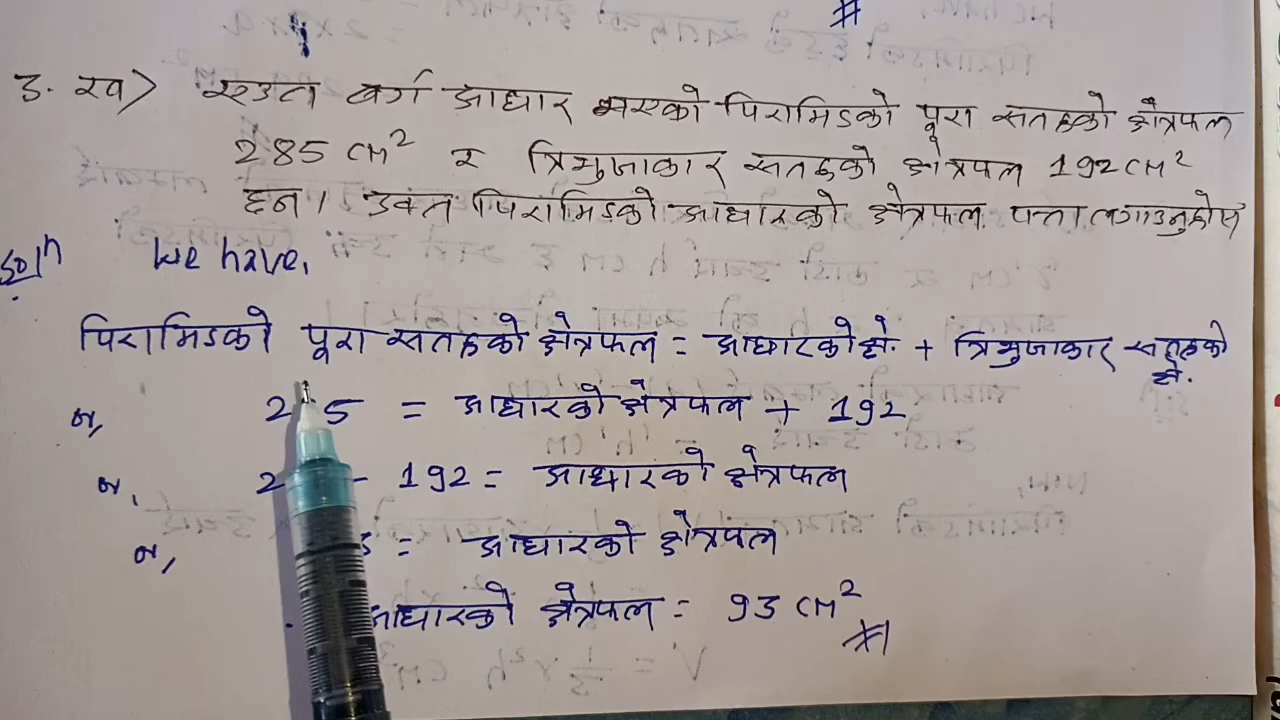 #
3. ख> एउटा वर्ग आधार भएको पिरामिडको पूरा सतहको क्षेत्रफल
285 cm² र त्रिभुजाकार सतहको क्षेत्रफल 192 cm²
छन। उक्त पिरामिडको आधारको क्षेत्रफल पत्ता लगाउनुहोस्
Solⁿ We have,
पिरामिडको पूरा सतहको क्षेत्रफल = आधारको क्षे. + त्रिभुजाकार सतहको क्षे.
or, 2 5 = आधारको क्षेत्रफल + 192
or, 2 - 192 = आधारको क्षेत्रफल
or, 3 = आधारको क्षेत्रफल
आधारको क्षेत्रफल = 93 cm² #